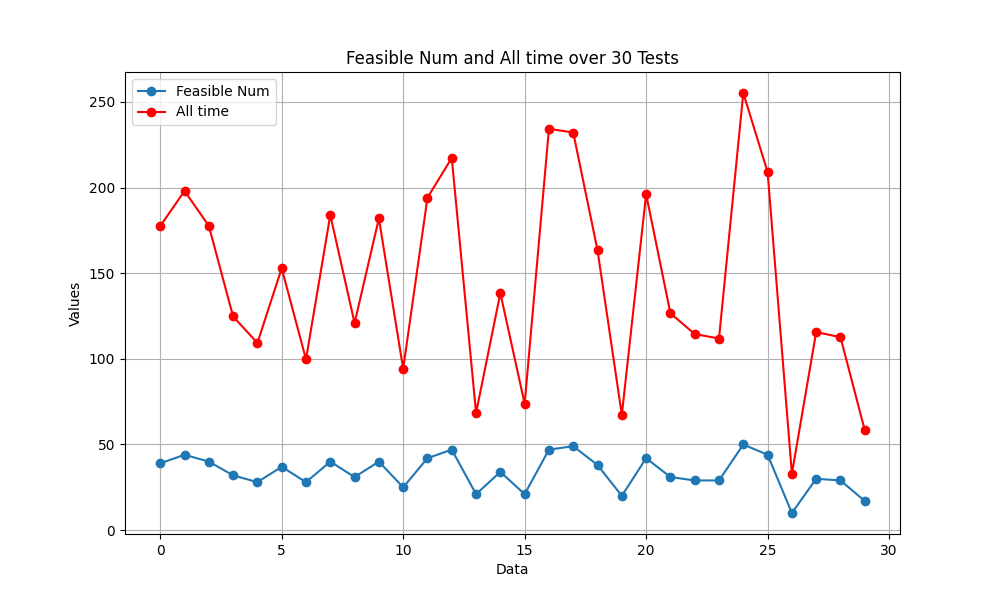 Feasible Num and All time over 30 Tests
Feasible Num
All time
250
200
150
100
50
0
Values
0 5 10 15 20 25 30
Data